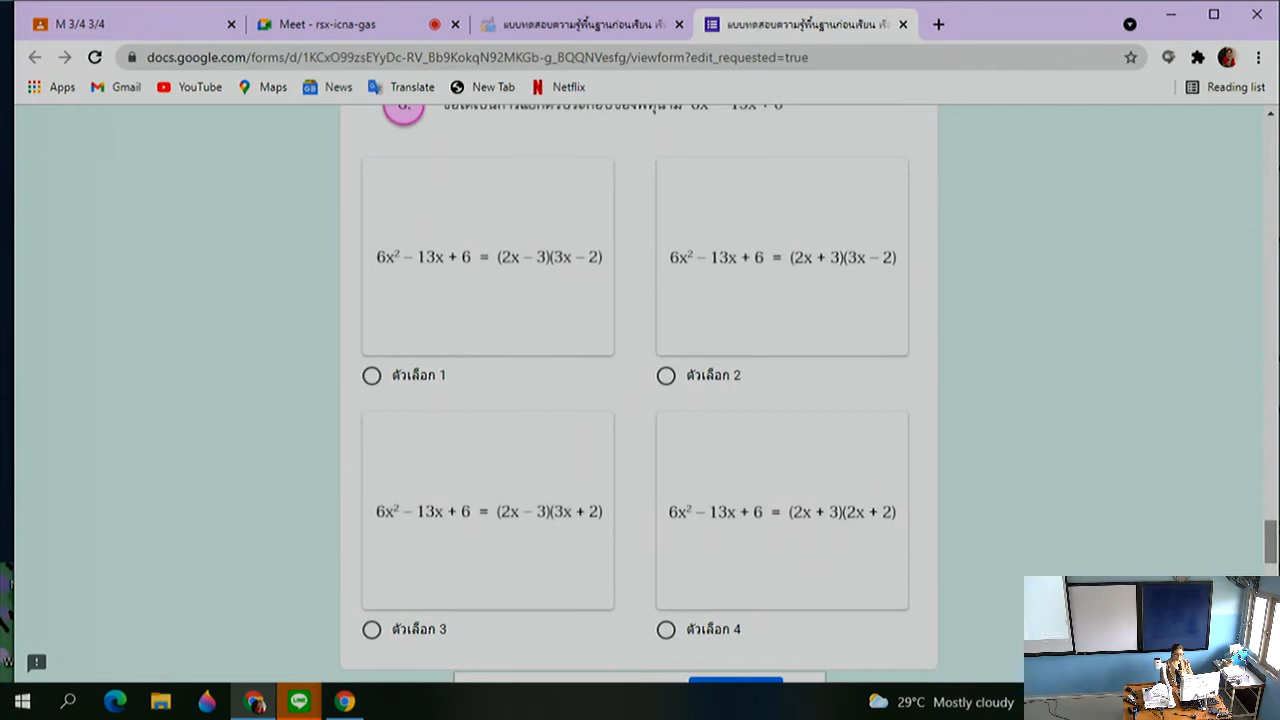 M 3/4 3/4
Meet - rsx-icna-gas
แบบทดสอบความรู้พื้นฐานก่อนเรียน เรื
แบบทดสอบความรู้พื้นฐานก่อนเรียน เรื
docs.google.com/forms/d/1KCxO99zsEYyDc-RV_Bb9KokqN92MKGb-g_BQQNVesfg/viewform?edit_requested=true
Apps
Gmail
YouTube
Maps
News
Translate
New Tab
Netflix
Reading list
6x² – 13x + 6 = (2x – 3)(3x – 2)
6x² – 13x + 6 = (2x + 3)(3x – 2)
ตัวเลือก 1
ตัวเลือก 2
6x² – 13x + 6 = (2x – 3)(3x + 2)
6x² – 13x + 6 = (2x + 3)(2x + 2)
ตัวเลือก 3
ตัวเลือก 4
29°C Mostly cloudy